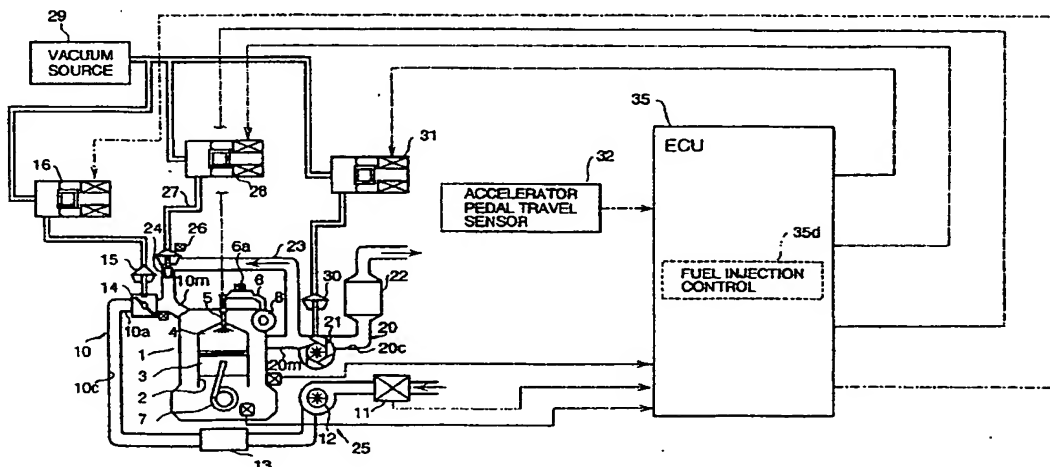 29
VACUUM
SOURCE
16
28
27
31
35
ECU
32
ACCELERATOR
PEDAL TRAVEL
SENSOR
35d
FUEL INJECTION
CONTROL
24
26
23
15
14
10m
6a
6
5
8
30
22
21
20
20c
20m
10a
4
10
1
3
10c
2
7
11
12
25
13